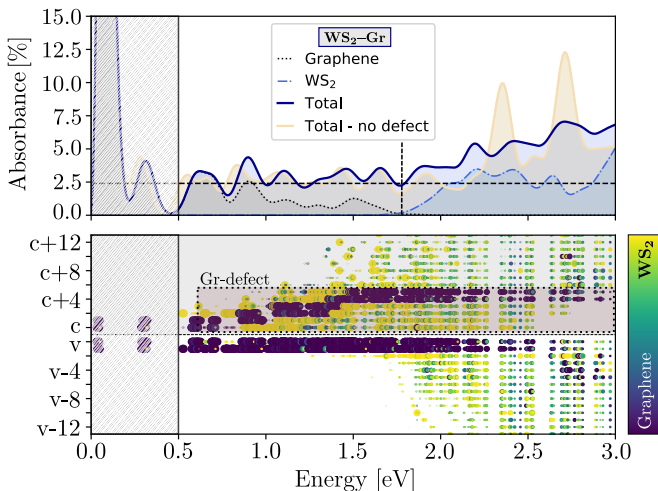 15.0
12.5
10.0
7.5
5.0
2.5
0.0
Absorbance [%]
WS2–Gr
Graphene
WS2
Total
Total - no defect
c+12
c+8
c+4
c
v
v-4
v-8
v-12
Gr-defect
WS2
Graphene
0.0 0.5 1.0 1.5 2.0 2.5 3.0
Energy [eV]